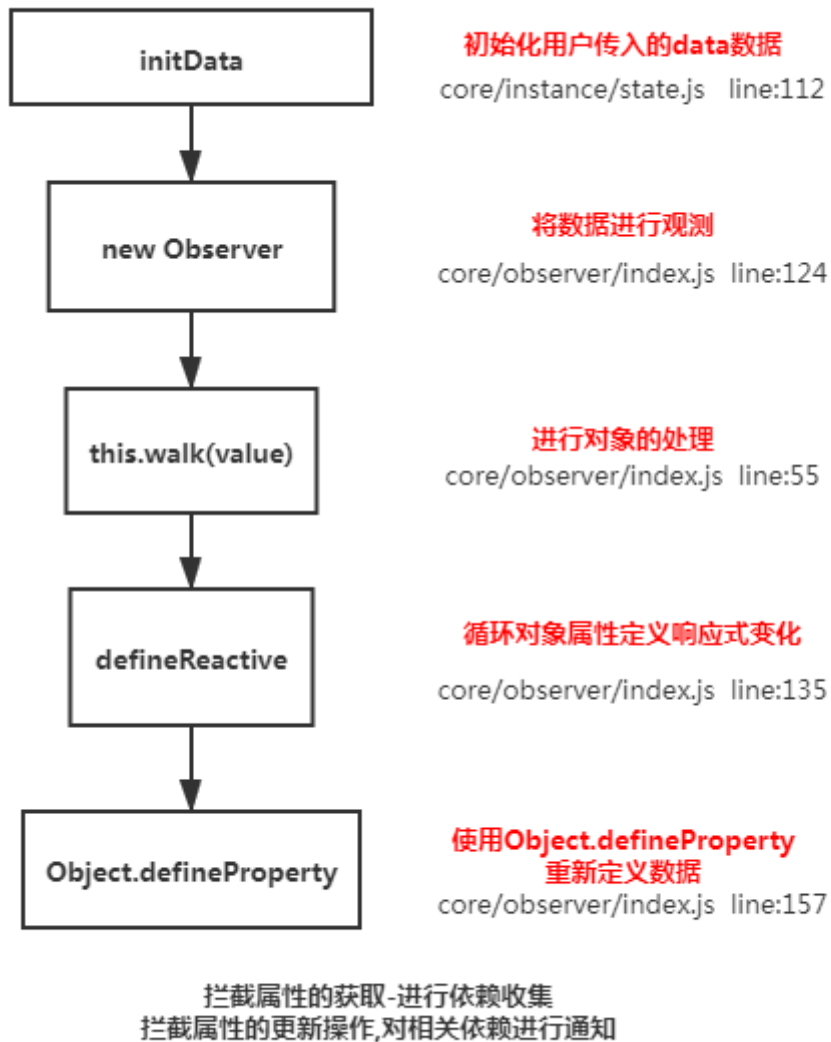 initData
初始化用户传入的data数据
core/instance/state.js line:112
new Observer
将数据进行观测
core/observer/index.js line:124
this.walk(value)
进行对象的处理
core/observer/index.js line:55
defineReactive
循环对象属性定义响应式变化
core/observer/index.js line:135
Object.defineProperty
使用Object.defineProperty
重新定义数据
core/observer/index.js line:157
拦截属性的获取-进行依赖收集
拦截属性的更新操作,对相关依赖进行通知